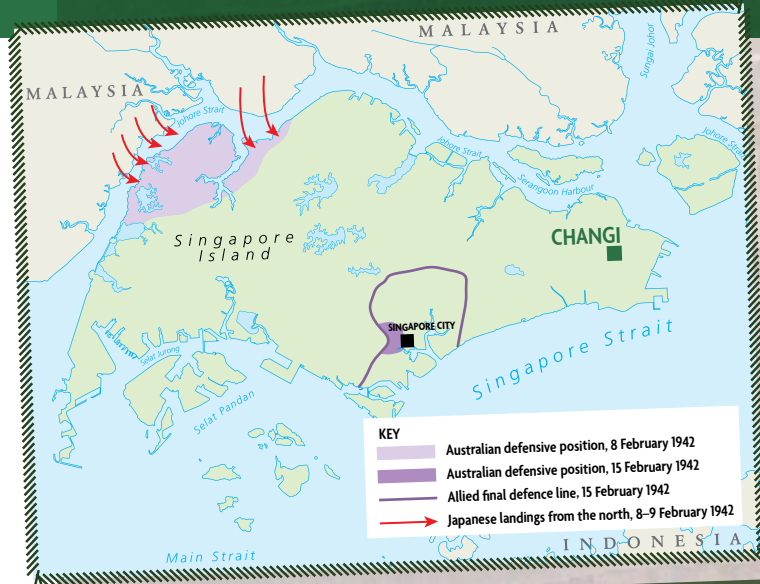 MALAYSIA
Sungai Johor
MALAYSIA
Johore Strait
Johore Strait
Johore Strait
Serangoon Harbour
CHANGI
Singapore
Island
SINGAPORE CITY
Singapore Strait
Selat Jurong
Selat Pandan
KEY
Australian defensive position, 8 February 1942
Australian defensive position, 15 February 1942
Allied final defence line, 15 February 1942
Japanese landings from the north, 8–9 February 1942
Main Strait
INDONESIA